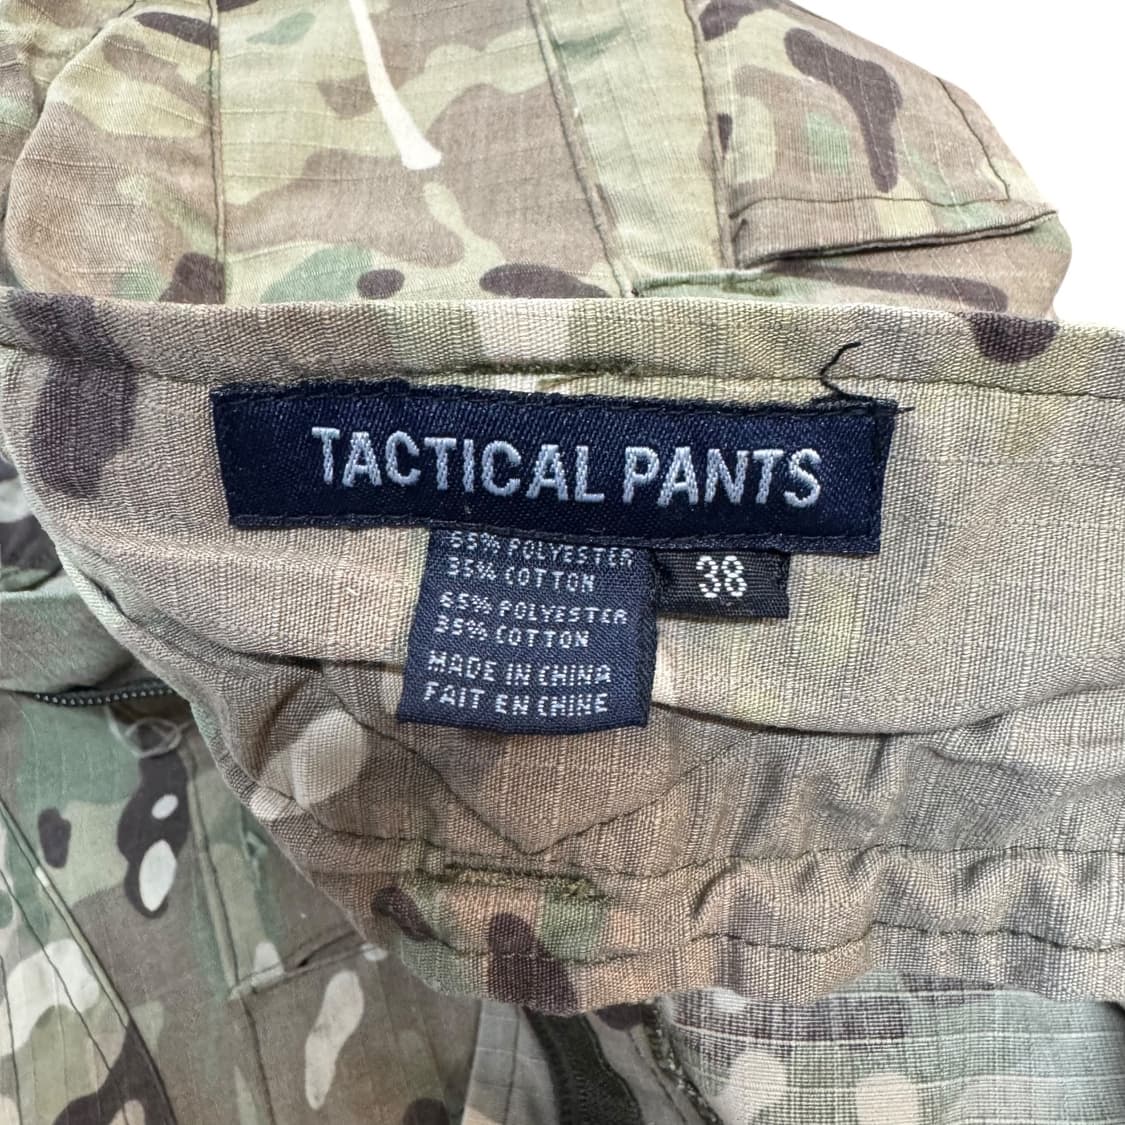 TACTICAL PANTS
65% POLYESTER
35% COTTON
65% POLYESTER
35% COTTON
MADE IN CHINA
FAIT EN CHINE
38